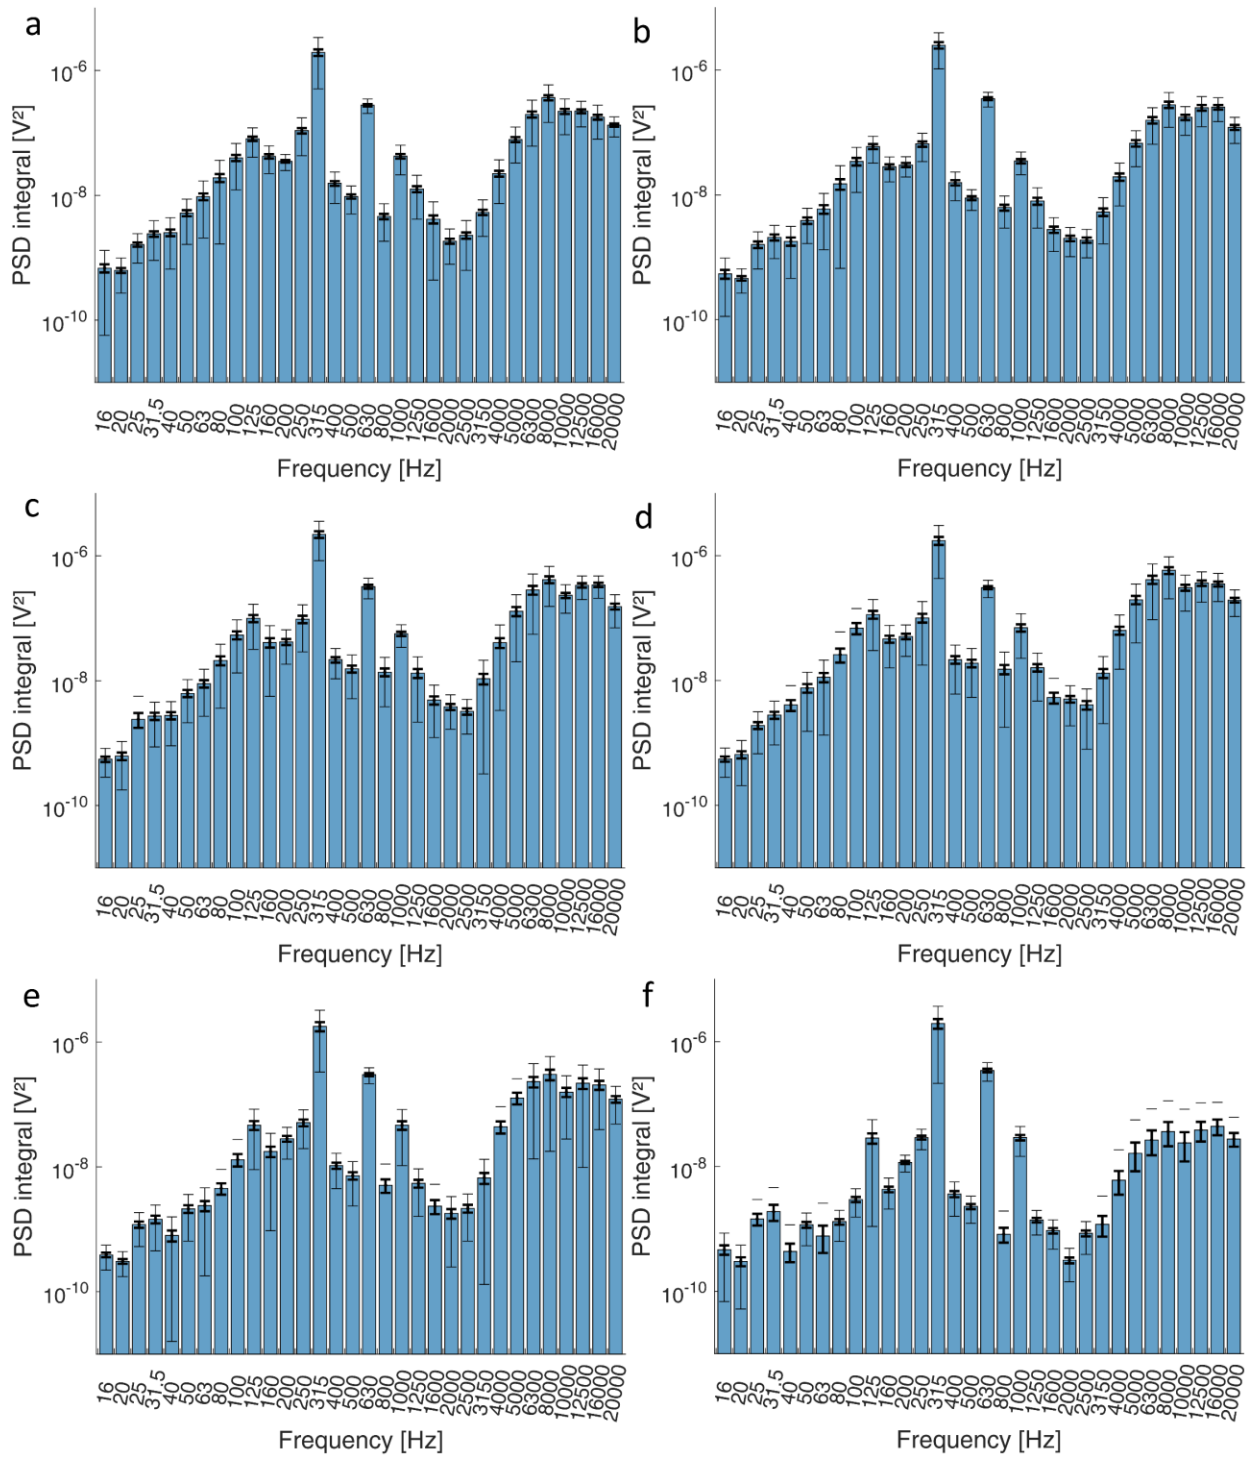 a
PSD integral [V²]
10⁻⁶
10⁻⁸
10⁻¹⁰
16 20 25 31.5 40 50 63 80 100 125 160 200 250 315 400 500 630 800 1000 1250 1600 2000 2500 3150 4000 5000 6300 8000 10000 12500 16000 20000
Frequency [Hz]
b
PSD integral [V²]
10⁻⁶
10⁻⁸
10⁻¹⁰
16 20 25 31.5 40 50 63 80 100 125 160 200 250 315 400 500 630 800 1000 1250 1600 2000 2500 3150 4000 5000 6300 8000 10000 12500 16000 20000
Frequency [Hz]
c
PSD integral [V²]
10⁻⁶
10⁻⁸
10⁻¹⁰
16 20 25 31.5 40 50 63 80 100 125 160 200 250 315 400 500 630 800 1000 1250 1600 2000 2500 3150 4000 5000 6300 8000 10000 12500 16000 20000
Frequency [Hz]
d
PSD integral [V²]
10⁻⁶
10⁻⁸
10⁻¹⁰
16 20 25 31.5 40 50 63 80 100 125 160 200 250 315 400 500 630 800 1000 1250 1600 2000 2500 3150 4000 5000 6300 8000 10000 12500 16000 20000
Frequency [Hz]
e
PSD integral [V²]
10⁻⁶
10⁻⁸
10⁻¹⁰
16 20 25 31.5 40 50 63 80 100 125 160 200 250 315 400 500 630 800 1000 1250 1600 2000 2500 3150 4000 5000 6300 8000 10000 12500 16000 20000
Frequency [Hz]
f
PSD integral [V²]
10⁻⁶
10⁻⁸
10⁻¹⁰
16 20 25 31.5 40 50 63 80 100 125 160 200 250 315 400 500 630 800 1000 1250 1600 2000 2500 3150 4000 5000 6300 8000 10000 12500 16000 20000
Frequency [Hz]